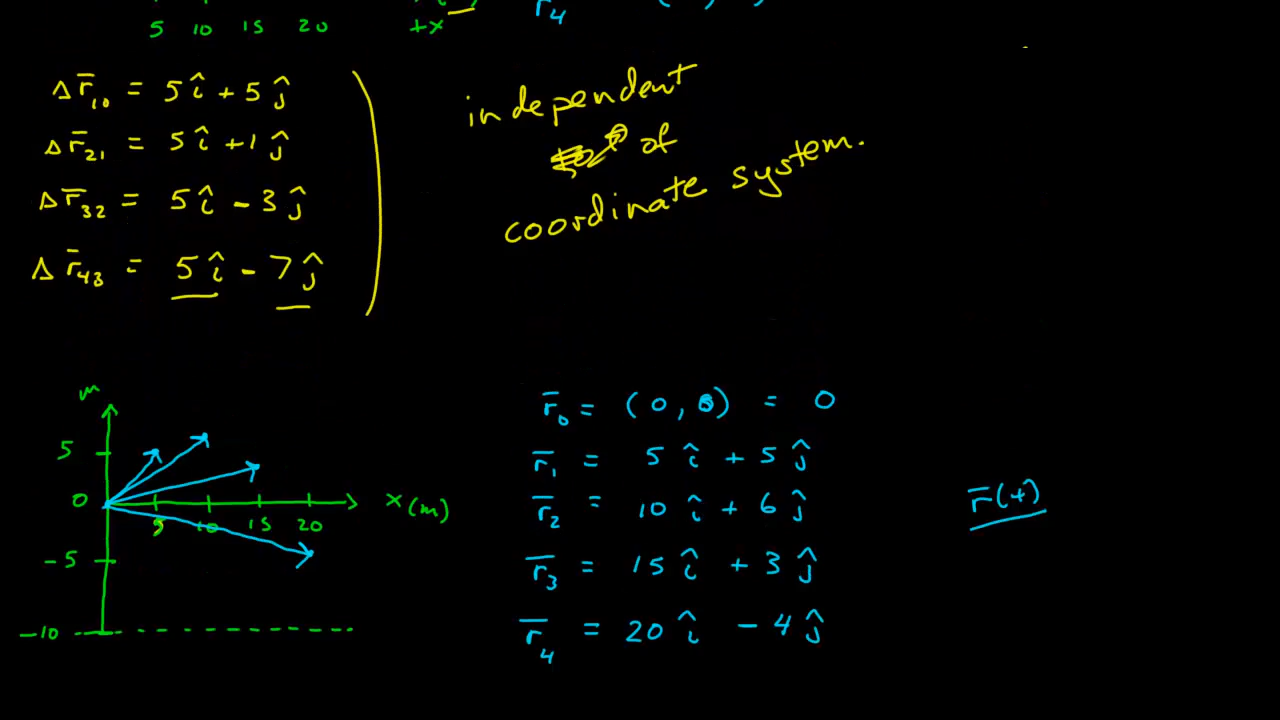 5 10 15 20 +x r̄₄ ( , )
Δr̄₁₀ = 5î + 5ĵ
Δr̄₂₁ = 5î + 1ĵ
Δr̄₃₂ = 5î - 3ĵ
Δr̄₄₃ = 5î - 7ĵ
independent
of
coordinate system.
m
5
0
-5
-10
5 10 15 20
x (m)
r̄₀ = (0, 0) = 0
r̄₁ = 5î + 5ĵ
r̄₂ = 10î + 6ĵ
r̄₃ = 15î + 3ĵ
r̄₄ = 20î - 4ĵ
r̄(t)